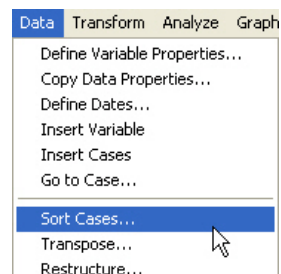 Data Transform Analyze Graph
Define Variable Properties...
Copy Data Properties...
Define Dates...
Insert Variable
Insert Cases
Go to Case...
Sort Cases...
Transpose...
Restructure...